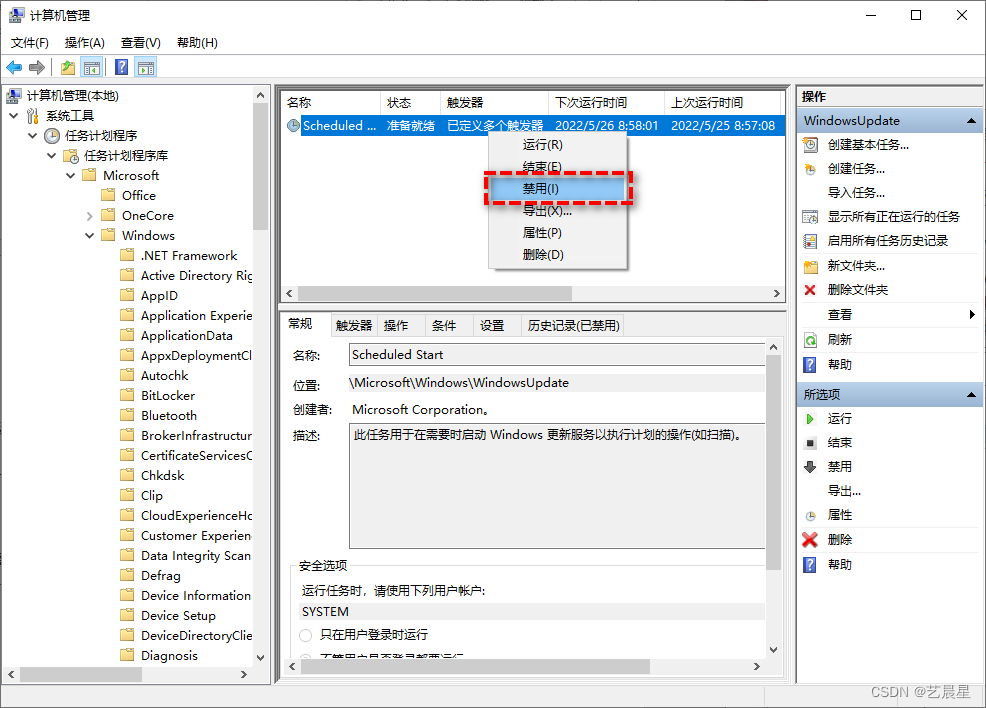 计算机管理
文件(F) 操作(A) 查看(V) 帮助(H)
计算机管理(本地)
系统工具
任务计划程序
任务计划程序库
Microsoft
Office
OneCore
Windows
.NET Framework
Active Directory Rig
AppID
Application Experie
ApplicationData
AppxDeploymentCl
Autochk
BitLocker
Bluetooth
BrokerInfrastructur
CertificateServicesC
Chkdsk
Clip
CloudExperienceHo
Customer Experien
Data Integrity Scan
Defrag
Device Information
Device Setup
DeviceDirectoryClie
Diagnosis
名称 状态 触发器 下次运行时间 上次运行时间
Scheduled ... 准备就绪 已定义多个触发器 2022/5/26 8:58:01 2022/5/25 8:57:08
运行(R)
结束(E)
禁用(I)
导出(X)...
属性(P)
删除(D)
常规 触发器 操作 条件 设置 历史记录(已禁用)
名称: Scheduled Start
位置: \Microsoft\Windows\WindowsUpdate
创建者: Microsoft Corporation。
描述: 此任务用于在需要时启动 Windows 更新服务以执行计划的操作(如扫描)。
安全选项
运行任务时，请使用下列用户帐户:
SYSTEM
只在用户登录时运行
不管用户是否登录都要运行
操作
WindowsUpdate
创建基本任务...
创建任务...
导入任务...
显示所有正在运行的任务
启用所有任务历史记录
新文件夹...
删除文件夹
查看
刷新
帮助
所选项
运行
结束
禁用
导出...
属性
删除
帮助
CSDN @艺晨星